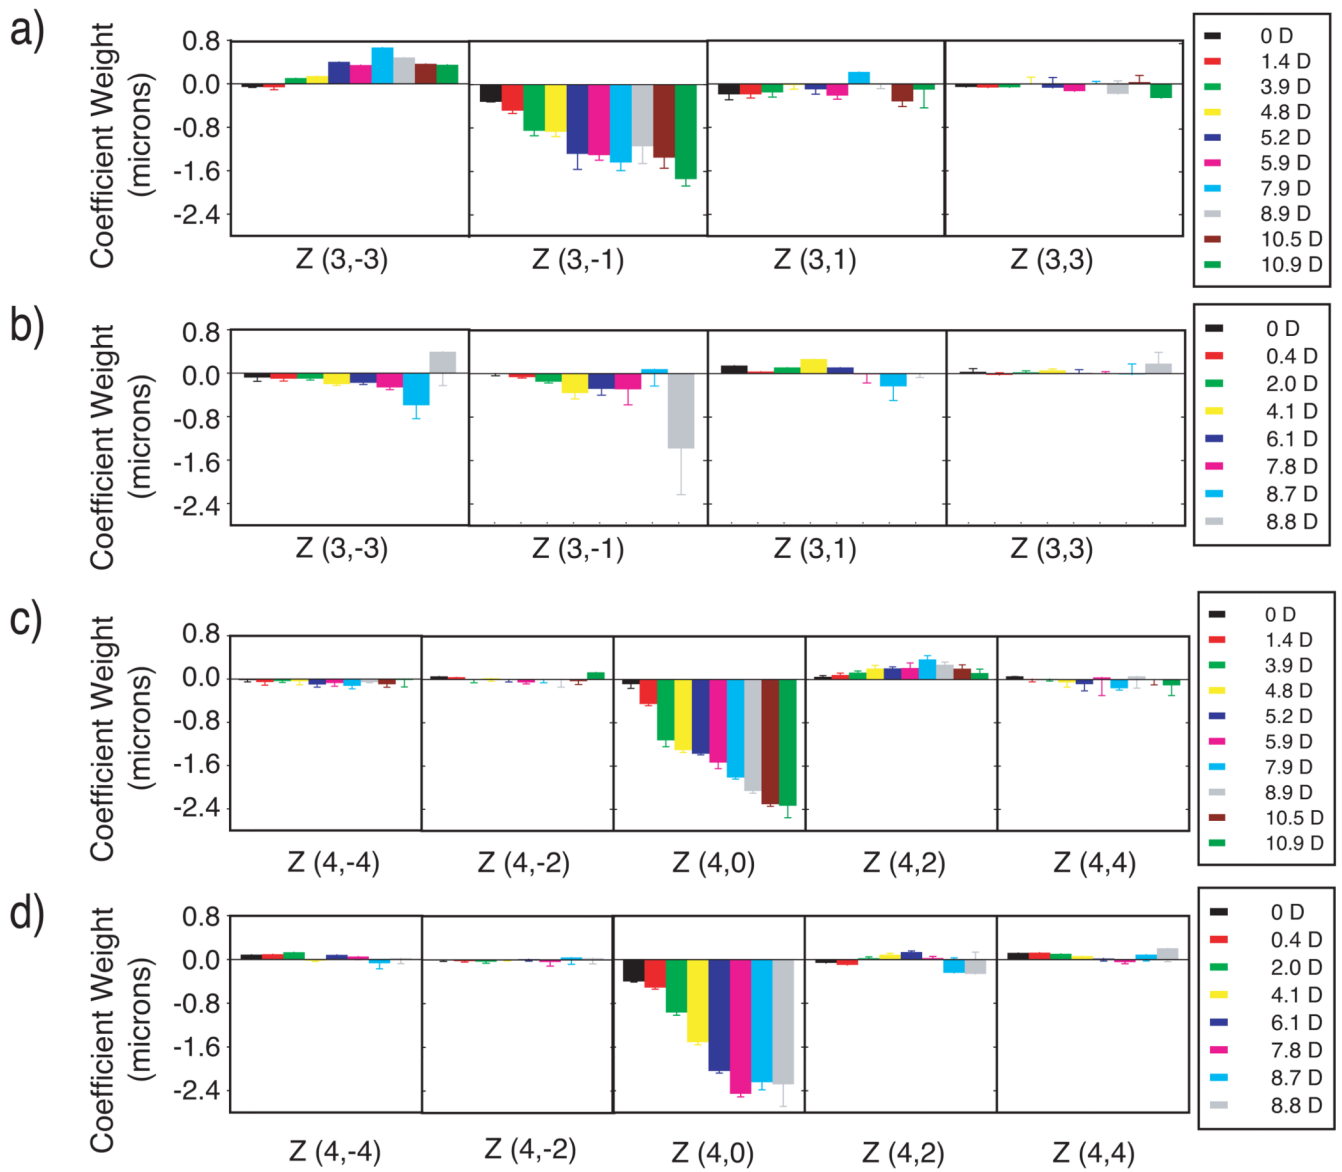 a)
Coefficient Weight
(microns)
0.8
0.0
-0.8
-1.6
-2.4
Z (3,-3)
Z (3,-1)
Z (3,1)
Z (3,3)
0 D
1.4 D
3.9 D
4.8 D
5.2 D
5.9 D
7.9 D
8.9 D
10.5 D
10.9 D
b)
Coefficient Weight
(microns)
0.8
0.0
-0.8
-1.6
-2.4
Z (3,-3)
Z (3,-1)
Z (3,1)
Z (3,3)
0 D
0.4 D
2.0 D
4.1 D
6.1 D
7.8 D
8.7 D
8.8 D
c)
Coefficient Weight
(microns)
0.8
0.0
-0.8
-1.6
-2.4
Z (4,-4)
Z (4,-2)
Z (4,0)
Z (4,2)
Z (4,4)
0 D
1.4 D
3.9 D
4.8 D
5.2 D
5.9 D
7.9 D
8.9 D
10.5 D
10.9 D
d)
Coefficient Weight
(microns)
0.8
0.0
-0.8
-1.6
-2.4
Z (4,-4)
Z (4,-2)
Z (4,0)
Z (4,2)
Z (4,4)
0 D
0.4 D
2.0 D
4.1 D
6.1 D
7.8 D
8.7 D
8.8 D